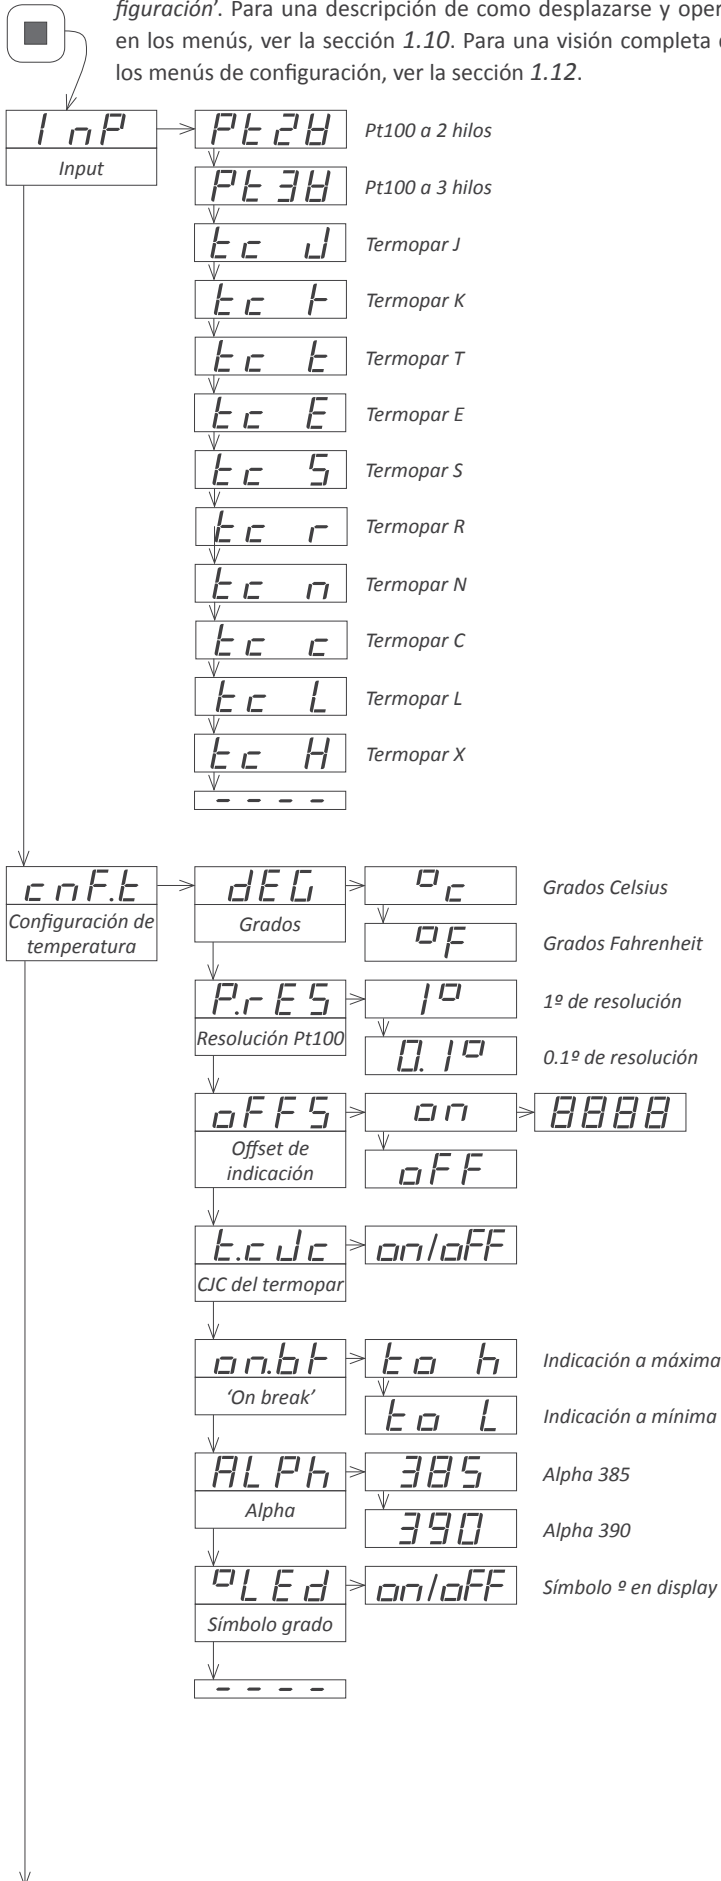 figuración’. Para una descripción de como desplazarse y oper
en los menús, ver la sección 1.10. Para una visión completa
los menús de configuración, ver la sección 1.12.
InP
Input
Pt2H
Pt100 a 2 hilos
Pt3H
Pt100 a 3 hilos
tc J
Termopar J
tc k
Termopar K
tc t
Termopar T
tc E
Termopar E
tc S
Termopar S
tc r
Termopar R
tc n
Termopar N
tc c
Termopar C
tc L
Termopar L
tc H
Termopar X
- - - -
cnF.t
Configuración de
temperatura
dEG
Grados
ºc
Grados Celsius
ºF
Grados Fahrenheit
P.rES
Resolución Pt100
1º
1º de resolución
0.1º
0.1º de resolución
oFFS
Offset de
indicación
on
8888
oFF
t.cJc
CJC del termopar
on/oFF
on.bk
‘On break’
to h
Indicación a máxima
to L
Indicación a mínima
ALPh
Alpha
385
Alpha 385
390
Alpha 390
ºLEd
Símbolo grado
on/oFF
Símbolo º en display
- - - -